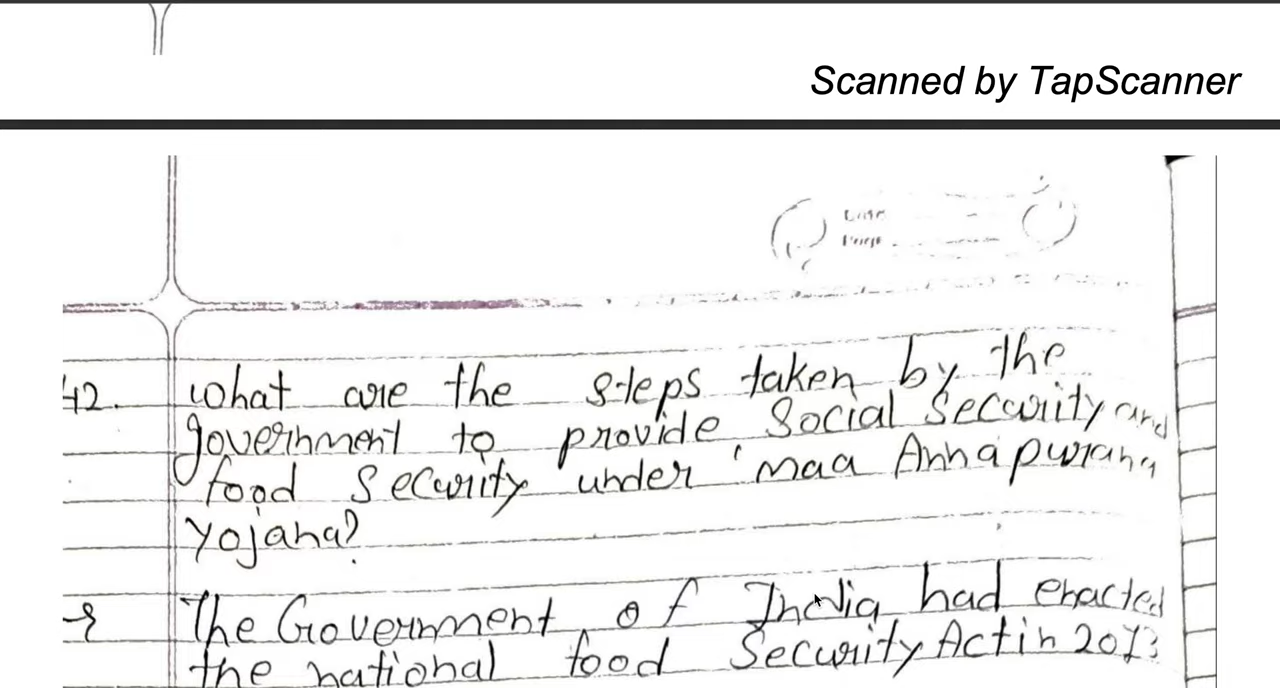 Scanned by TapScanner
Page
42. What are the steps taken by the
government to provide social security and
food security under 'maa Annapurana
yojana?
The Government of India had enacted
the national food Security Act in 2013